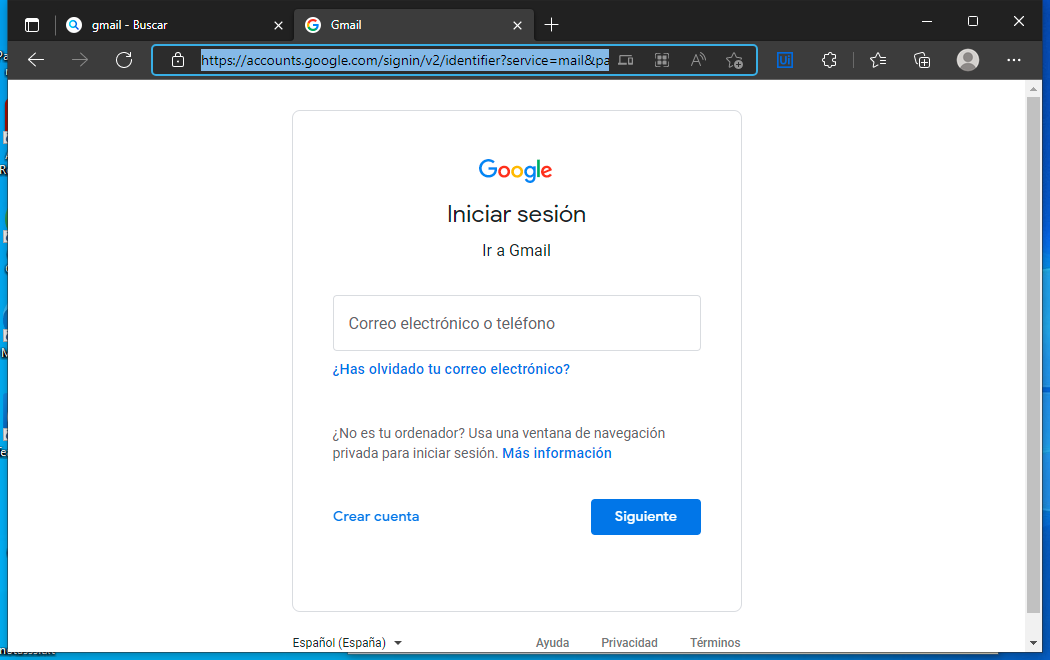 gmail - Buscar
Gmail
https://accounts.google.com/signin/v2/identifier?service=mail&pa
Google
Iniciar sesión
Ir a Gmail
Correo electrónico o teléfono
¿Has olvidado tu correo electrónico?
¿No es tu ordenador? Usa una ventana de navegación
privada para iniciar sesión. Más información
Crear cuenta
Siguiente
Español (España)
Ayuda
Privacidad
Términos